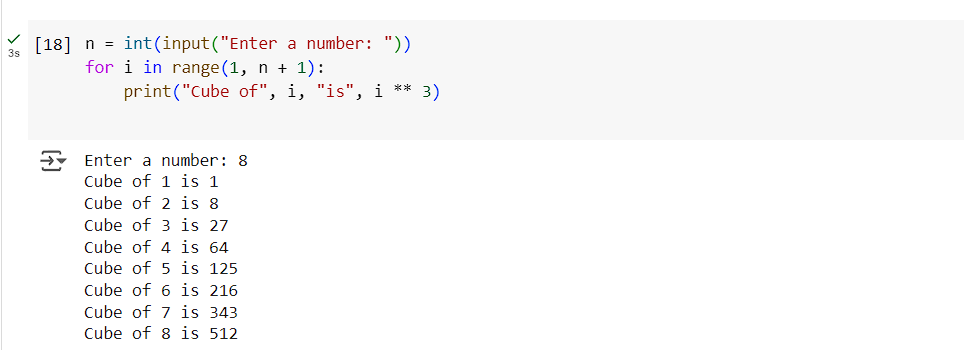 [18] n = int(input("Enter a number: "))
for i in range(1, n + 1):
print("Cube of", i, "is", i ** 3)
3s
Enter a number: 8
Cube of 1 is 1
Cube of 2 is 8
Cube of 3 is 27
Cube of 4 is 64
Cube of 5 is 125
Cube of 6 is 216
Cube of 7 is 343
Cube of 8 is 512